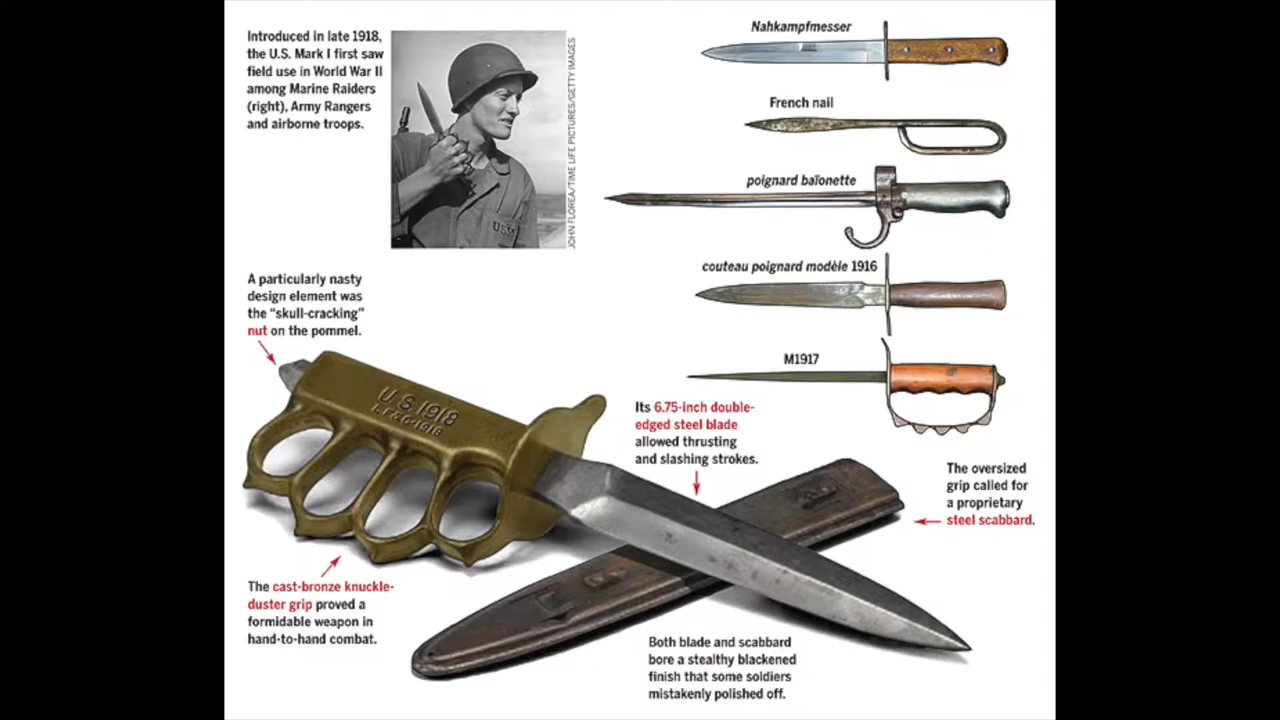 Introduced in late 1918,
the U.S. Mark I first saw
field use in World War II
among Marine Raiders
(right), Army Rangers
and airborne troops.
JOHN FLOREA/TIME LIFE PICTURES/GETTY IMAGES
USM
Nahkampfmesser
French nail
poignard baïonette
couteau poignard modèle 1916
M1917
A particularly nasty
design element was
the “skull-cracking”
nut on the pommel.
U.S. 1918
L.F.&C.-1918
Its 6.75-inch double-
edged steel blade
allowed thrusting
and slashing strokes.
The oversized
grip called for
a proprietary
steel scabbard.
The cast-bronze knuckle-
duster grip proved a
formidable weapon in
hand-to-hand combat.
Both blade and scabbard
bore a stealthy blackened
finish that some soldiers
mistakenly polished off.